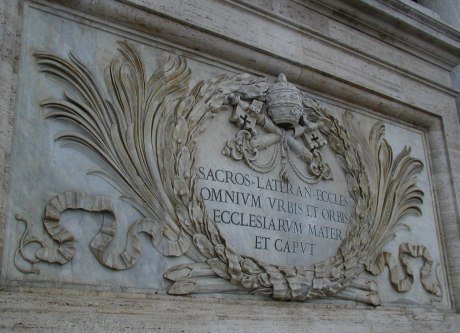 SACROS·LATERAN·ECCLES
OMNIVM VRBIS ET ORBIS
ECCLESIARVM MATER
ET CAPVT